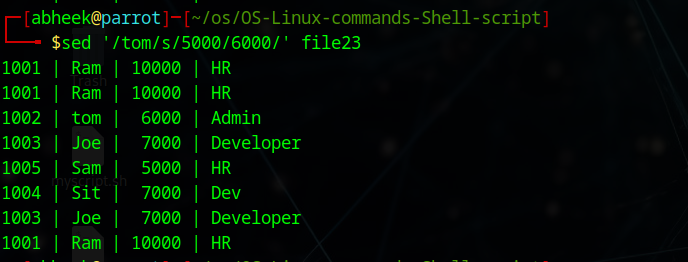 [abheek@parrot]─[~/os/OS-Linux-commands-Shell-script]
$sed '/tom/s/5000/6000/' file23
1001 | Ram | 10000 | HR
1001 | Ram | 10000 | HR
1002 | tom |  6000 | Admin
1003 | Joe |  7000 | Developer
1005 | Sam |  5000 | HR
1004 | Sit |  7000 | Dev
1003 | Joe |  7000 | Developer
1001 | Ram | 10000 | HR